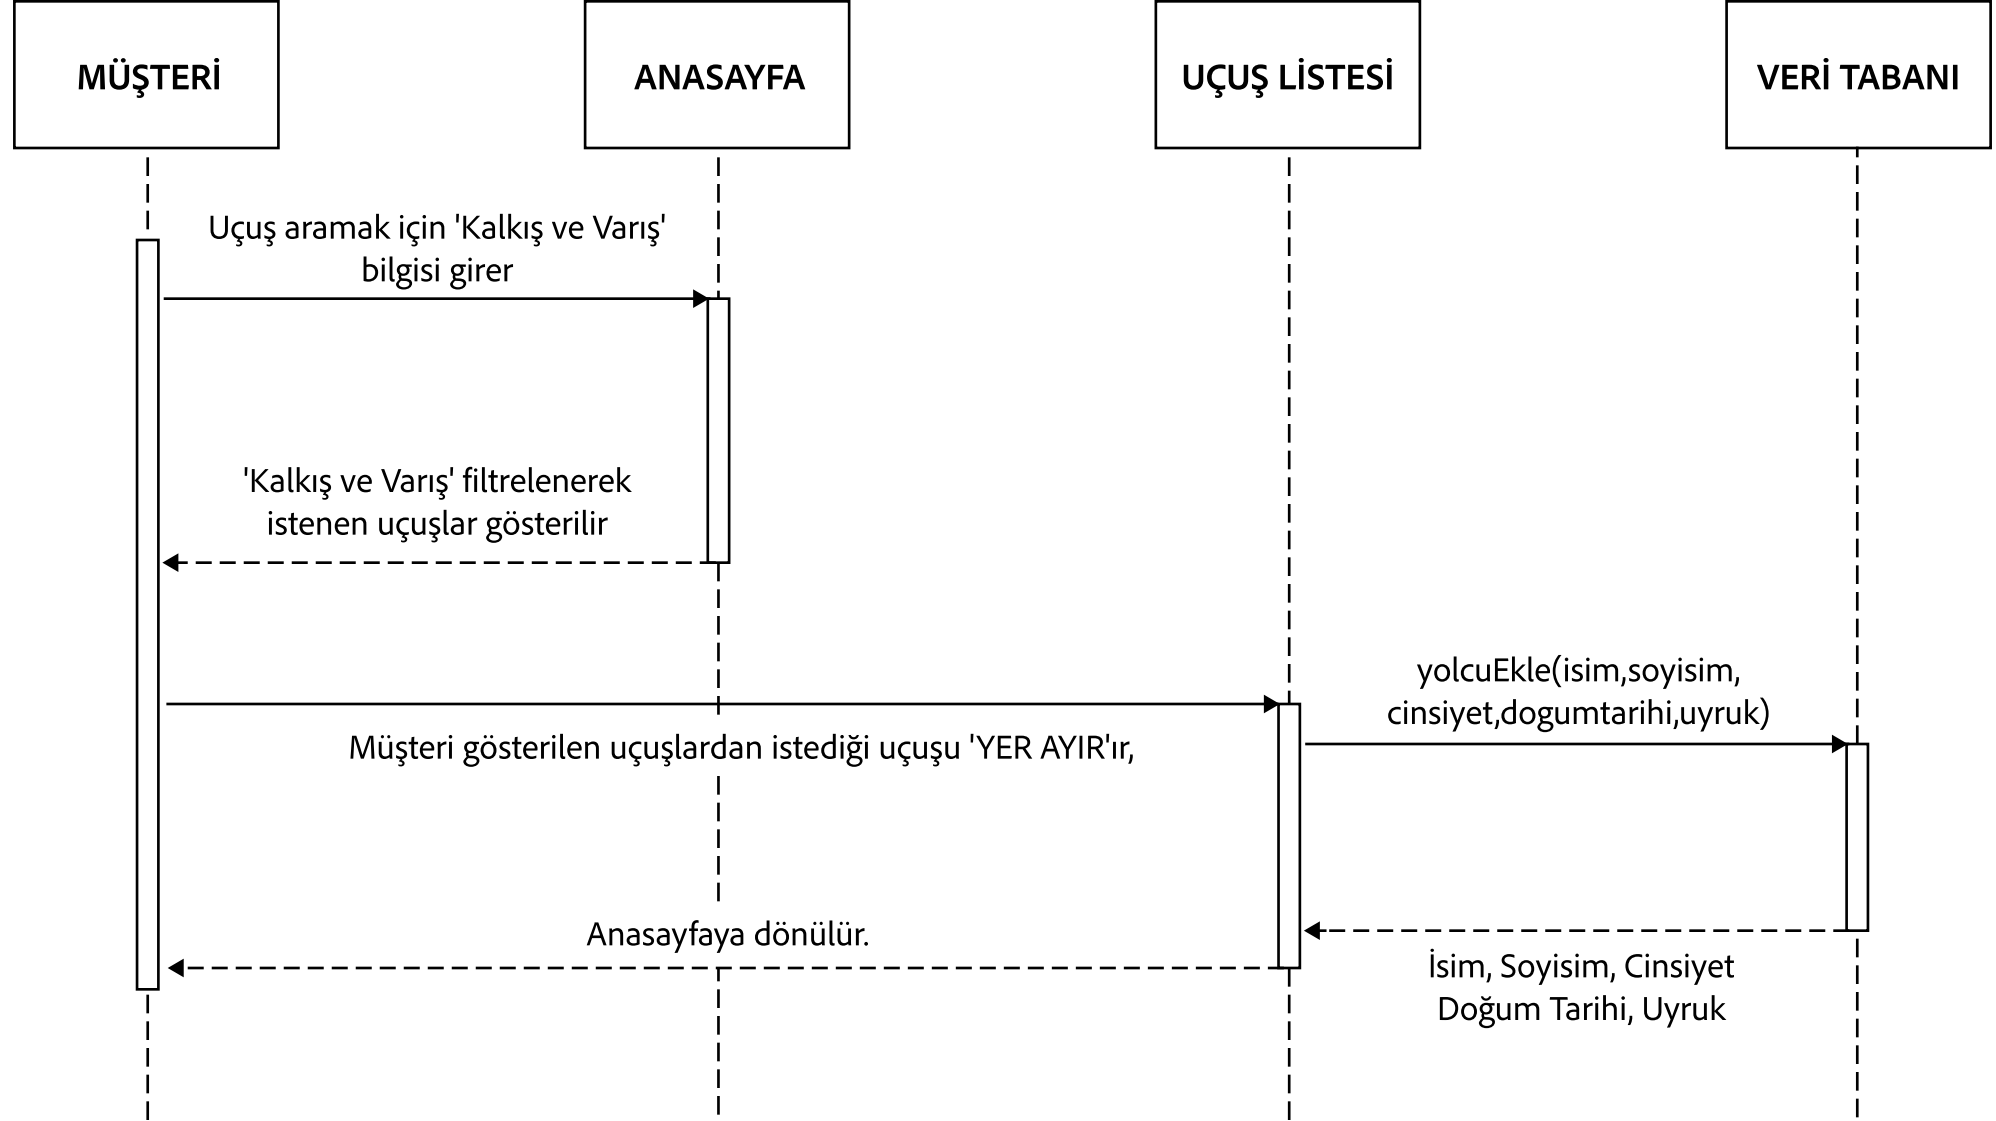 MÜŞTERİ
ANASAYFA
UÇUŞ LİSTESİ
VERİ TABANI
Uçuş aramak için 'Kalkış ve Varış'
bilgisi girer
'Kalkış ve Varış' filtrelenerek
istenen uçuşlar gösterilir
yolcuEkle(isim,soyisim,
cinsiyet,dogumtarihi,uyruk)
Müşteri gösterilen uçuşlardan istediği uçuşu 'YER AYIR'ır,
Anasayfaya dönülür.
İsim, Soyisim, Cinsiyet
Doğum Tarihi, Uyruk